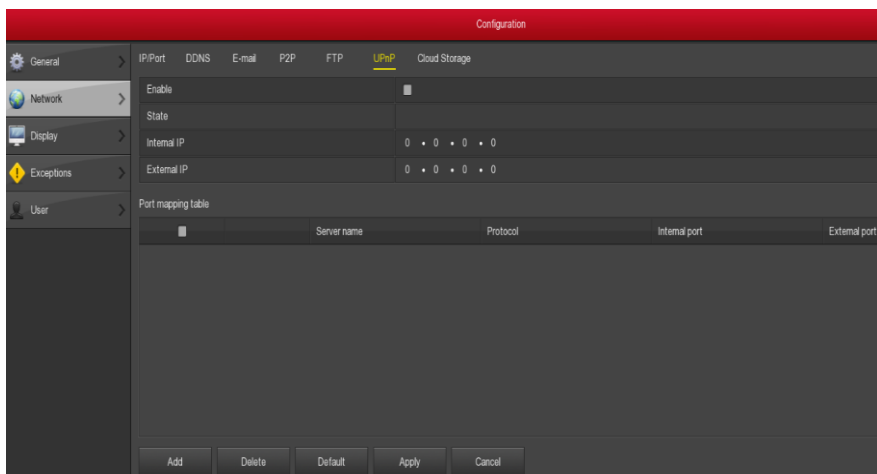 Configuration
General
IP/Port DDNS E-mail P2P FTP UPnP Cloud Storage
Network
Enable
State
Display
Internal IP 0 • 0 • 0 • 0
Exceptions
External IP 0 • 0 • 0 • 0
User
Port mapping table
Server name Protocol Internal port External port
Add Delete Default Apply Cancel